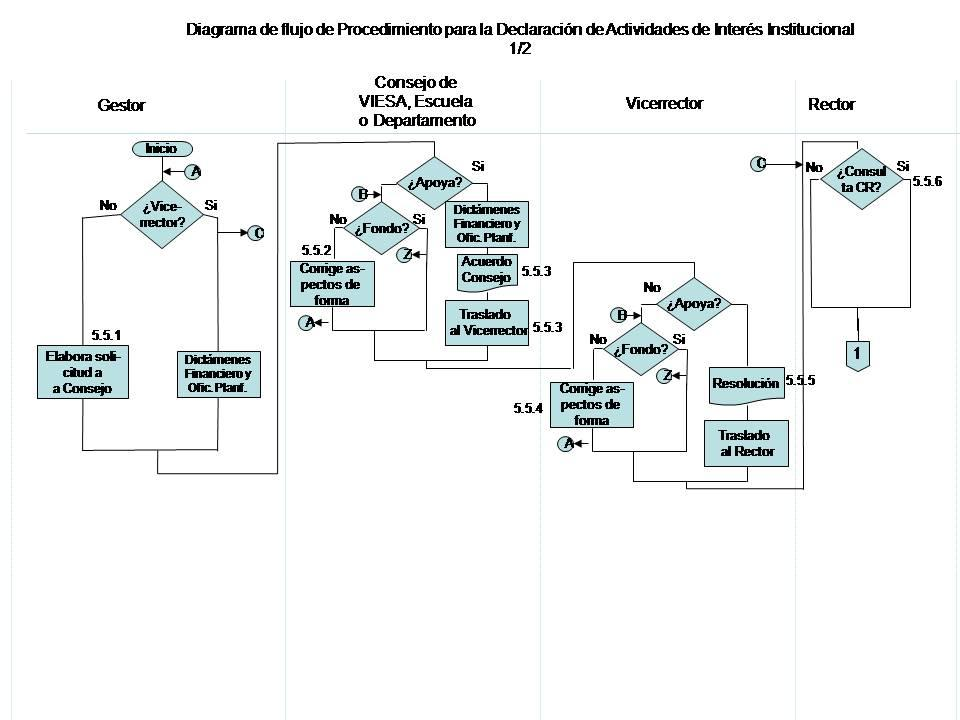 Diagrama de flujo de Procedimiento para la Declaración de Actividades de Interés Institucional
1/2
Gestor
Consejo de
VIESA, Escuela
o Departamento
Vicerrector
Rector
Inicio
A
¿Vice-
rrector?
No
Si
C
5.5.1
Elabora soli-
citud a
a Consejo
Dictámenes
Financiero y
Ofic. Planf.
¿Apoya?
Si
B
¿Fondo?
No
Si
Z
5.5.2
Corrige as-
pectos de
forma
A
Dictámenes
Financiero y
Ofic. Planf.
Acuerdo
Consejo
5.5.3
Traslado
al Vicerrector
5.5.3
No
¿Apoya?
B
¿Fondo?
No
Si
Z
Corrige as-
pectos de
forma
5.5.4
A
Resolución
5.5.5
Traslado
al Rector
C
No
¿Consul
ta CR?
Si
5.5.6
1